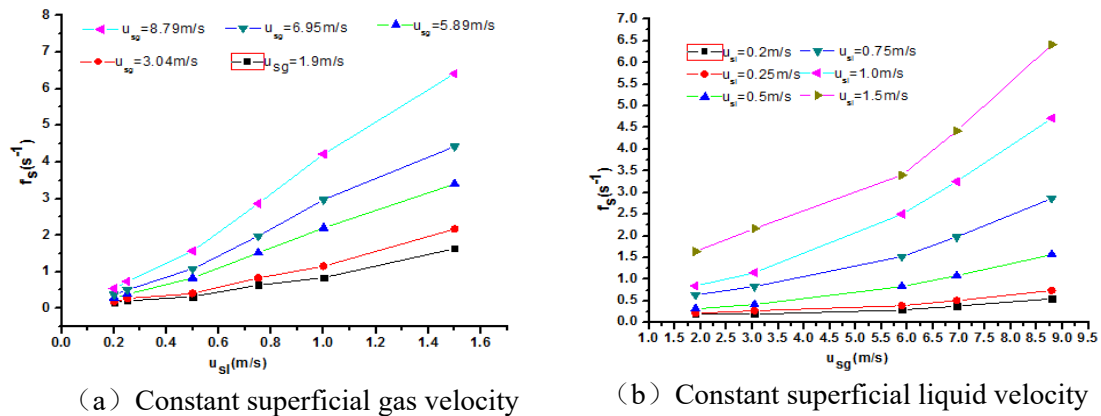 u_sg=8.79m/s u_sg=6.95m/s u_sg=5.89m/s
u_sg=3.04m/s u_sg=1.9m/s
8
7
6
5
4
3
2
1
0
f_s(s^-1)
0.0 0.2 0.4 0.6 0.8 1.0 1.2 1.4 1.6
u_sl(m/s)
（a）Constant superficial gas velocity
u_sl=0.2m/s u_sl=0.75m/s
u_sl=0.25m/s u_sl=1.0m/s
u_sl=0.5m/s u_sl=1.5m/s
7.0
6.5
6.0
5.5
5.0
4.5
4.0
3.5
3.0
2.5
2.0
1.5
1.0
0.5
0.0
f_s(s^-1)
1.0 1.5 2.0 2.5 3.0 3.5 4.0 4.5 5.0 5.5 6.0 6.5 7.0 7.5 8.0 8.5 9.0 9.5
u_sg(m/s)
（b）Constant superficial liquid velocity